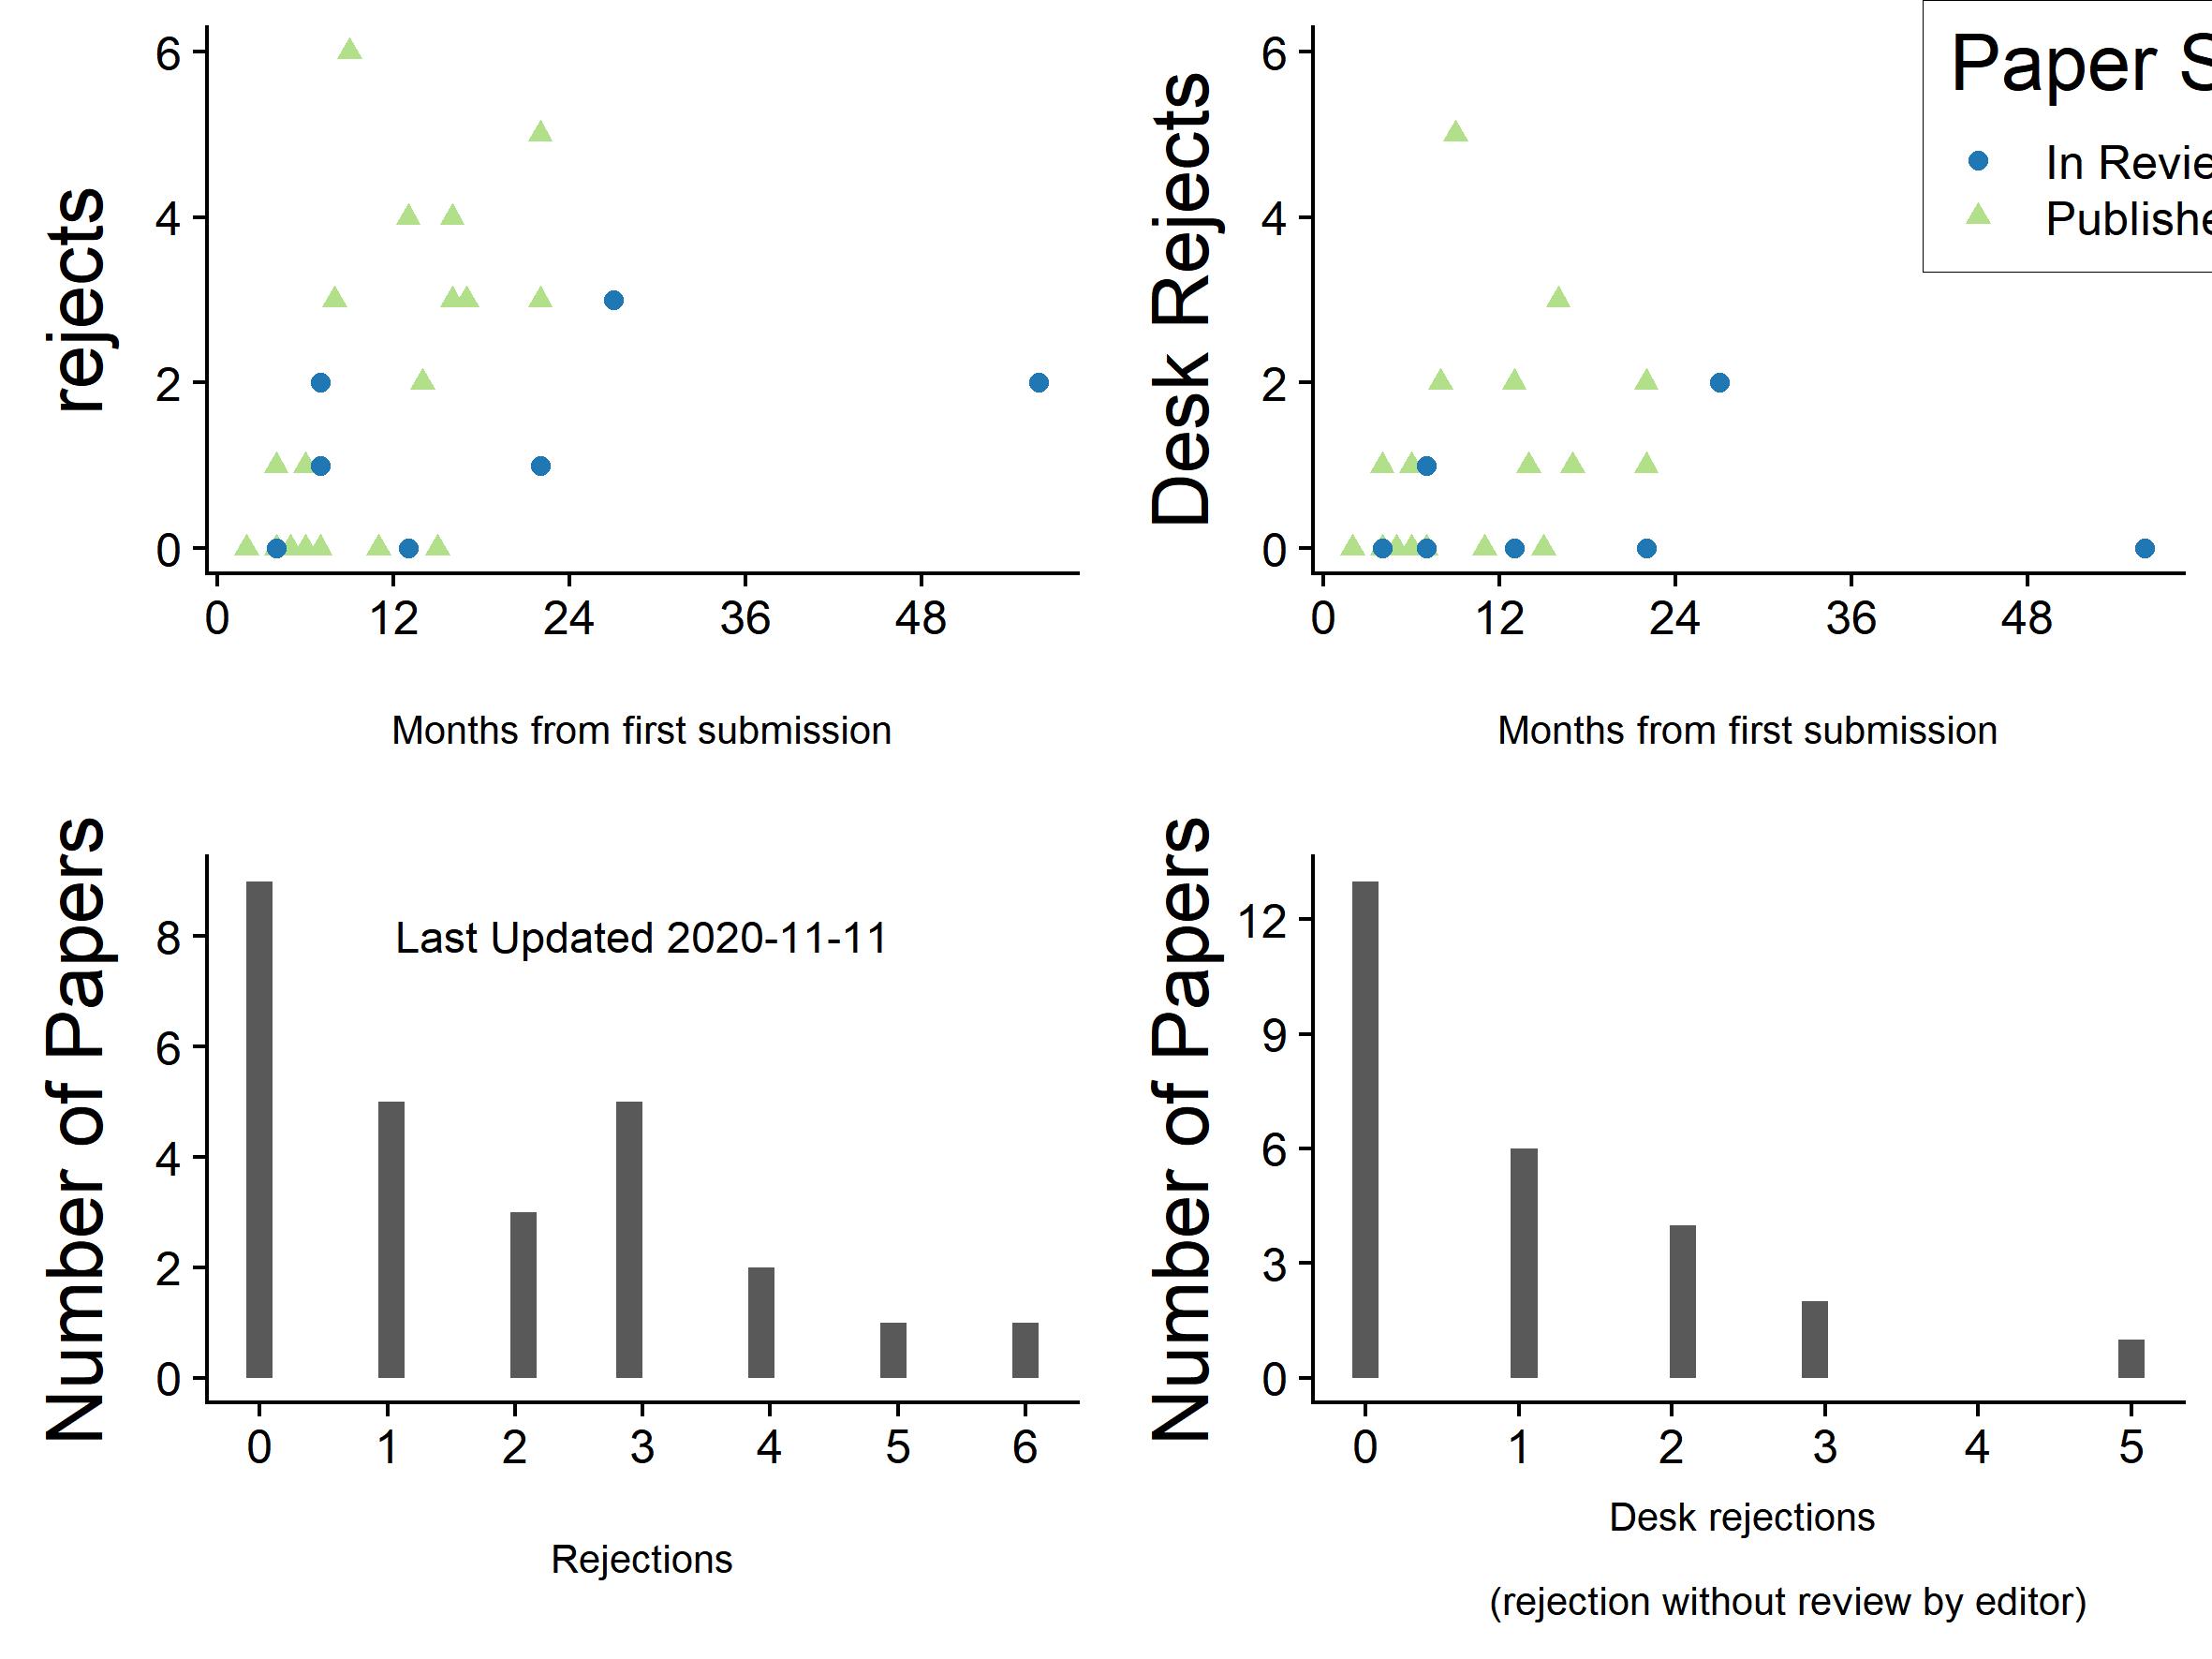 rejects
6
4
2
0
0 12 24 36 48
Months from first submission
Desk Rejects
6
4
2
0
0 12 24 36 48
Months from first submission
Paper S
In Revie
Publishe
Number of Papers
8
6
4
2
0
Last Updated 2020-11-11
0 1 2 3 4 5 6
Rejections
Number of Papers
12
9
6
3
0
0 1 2 3 4 5
Desk rejections
(rejection without review by editor)